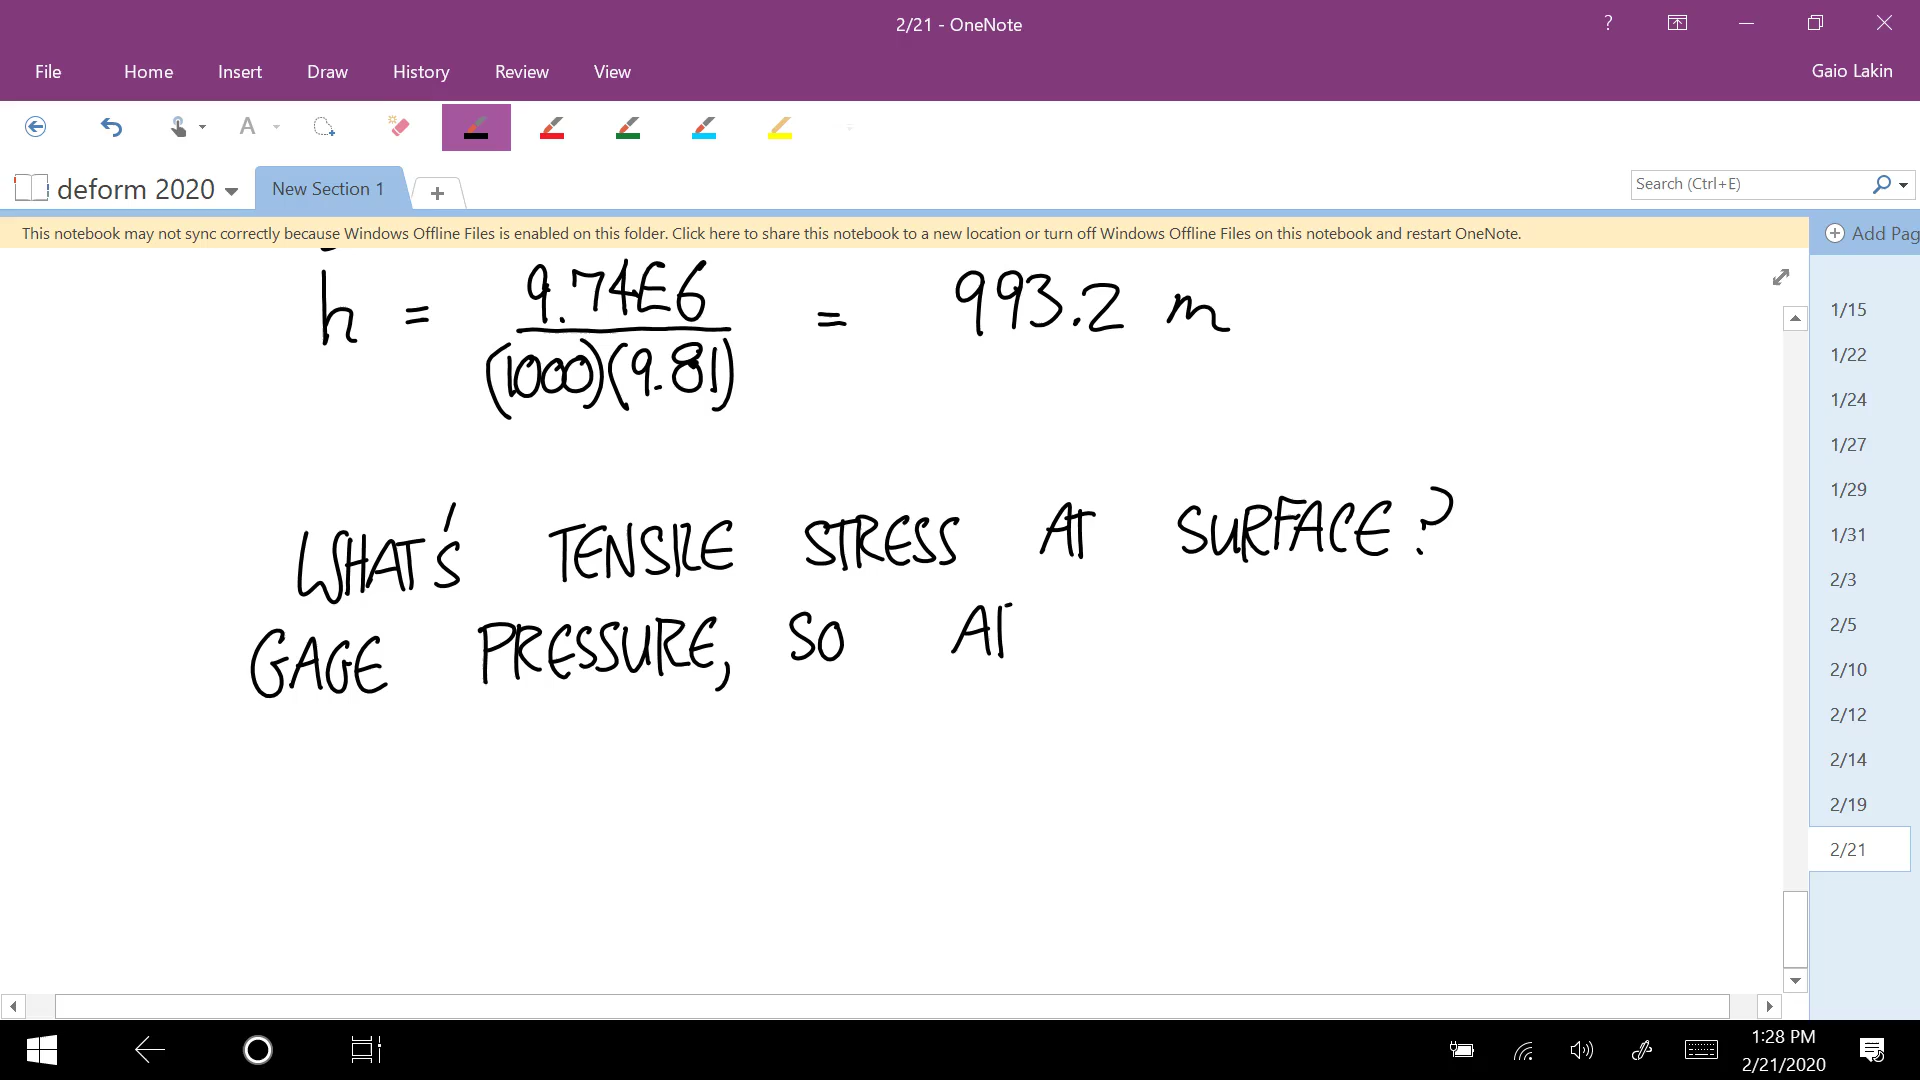 2/21 - OneNote
?
File Home Insert Draw History Review View
Gaio Lakin
A
deform 2020
New Section 1
+
Search (Ctrl+E)
This notebook may not sync correctly because Windows Offline Files is enabled on this folder. Click here to share this notebook to a new location or turn off Windows Offline Files on this notebook and restart OneNote.
Add Pag
h = 9.74E6 / (1000)(9.81) = 993.2 m
WHAT'S TENSILE STRESS AT SURFACE?
GAGE PRESSURE, SO AT
1/15
1/22
1/24
1/27
1/29
1/31
2/3
2/5
2/10
2/12
2/14
2/19
2/21
1:28 PM
2/21/2020